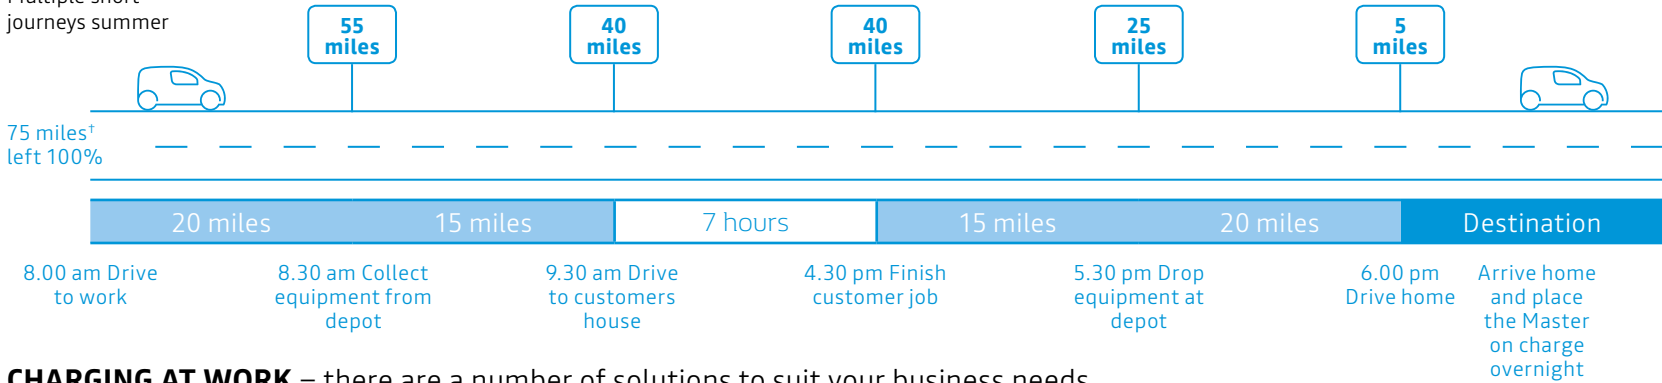 Multiple short
journeys summer
55
miles
40
miles
40
miles
25
miles
5
miles
75 miles†
left 100%
20 miles
15 miles
7 hours
15 miles
20 miles
Destination
8.00 am Drive
to work
8.30 am Collect
equipment from
depot
9.30 am Drive
to customers
house
4.30 pm Finish
customer job
5.30 pm Drop
equipment at
depot
6.00 pm
Drive home
Arrive home
and place
the Master
on charge
overnight
CHARGING AT WORK – there are a number of solutions to suit your business needs